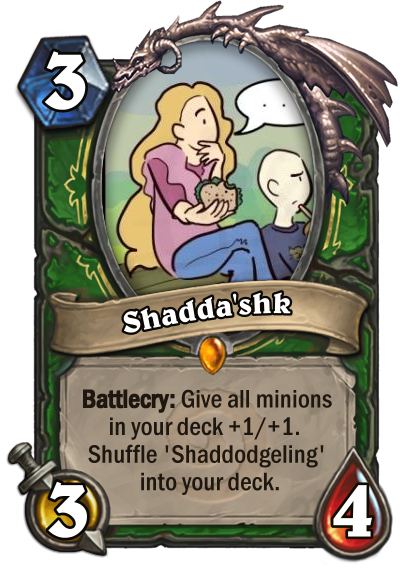 3
. .
Shadda'shk
Battlecry: Give all minions
in your deck +1/+1.
Shuffle 'Shaddodgeling'
into your deck.
3
4